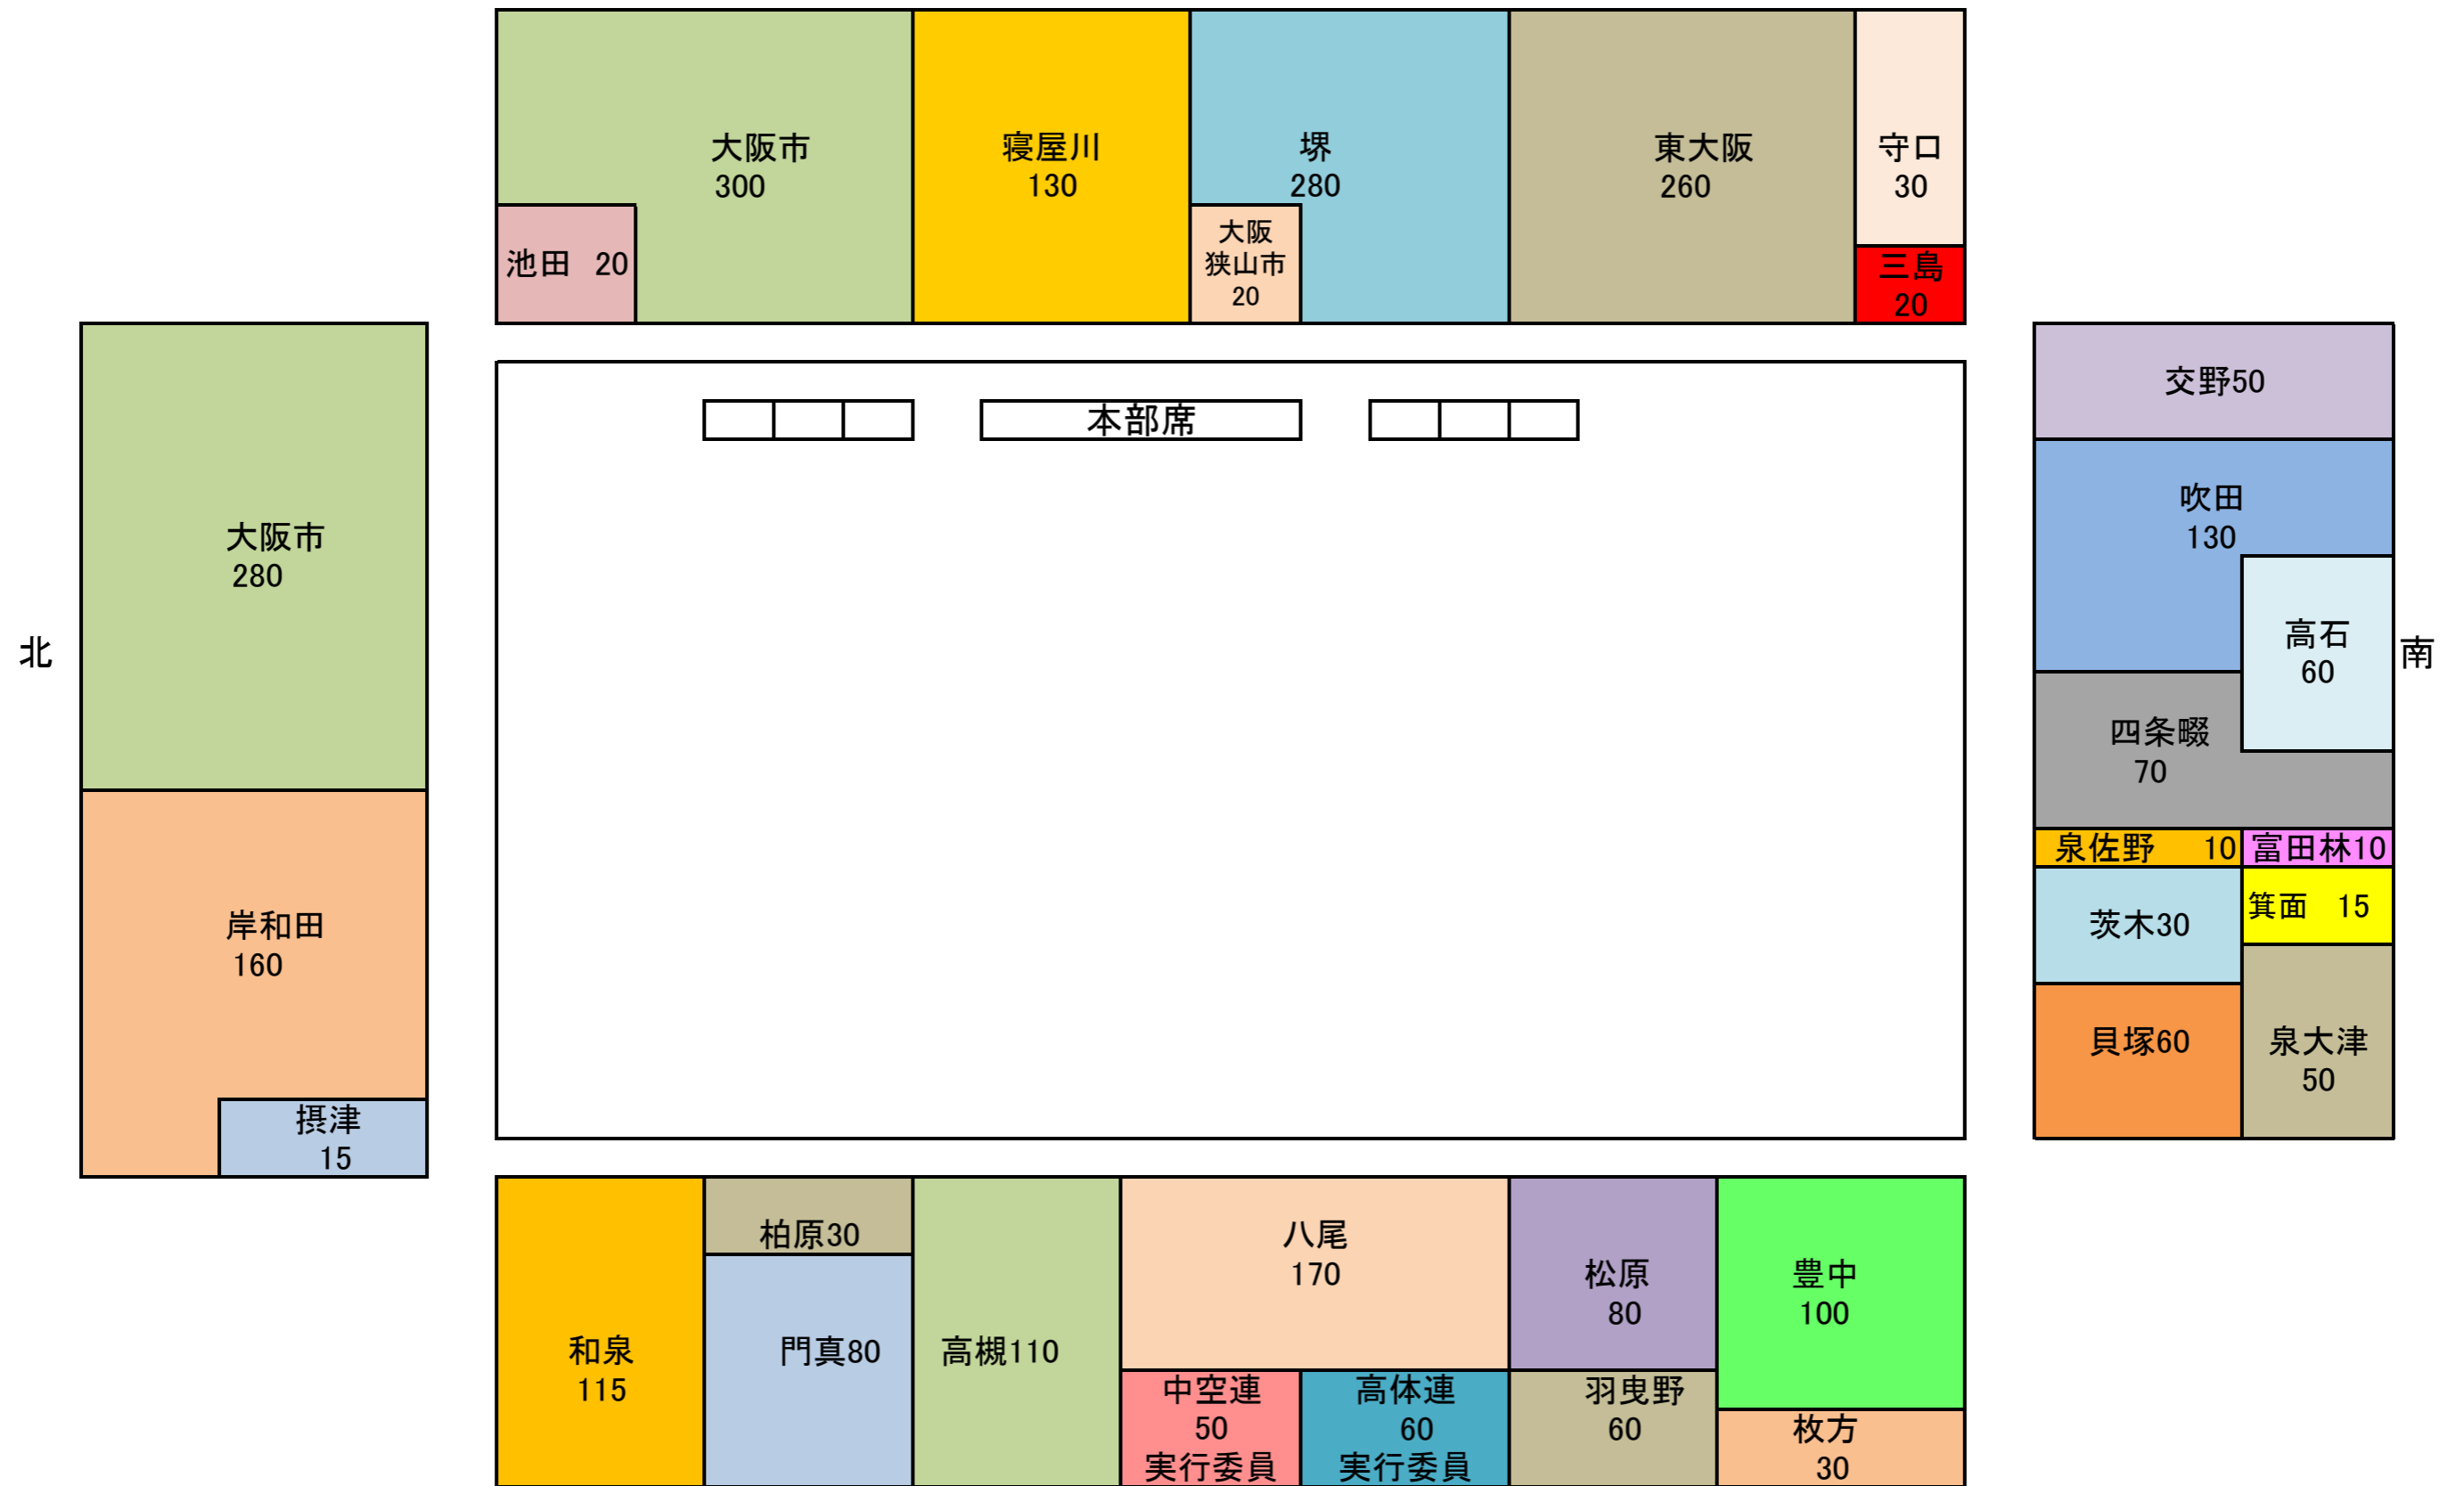 大阪市
300
寝屋川
130
堺
280
東大阪
260
守口
30
池田 20
大阪
狭山市
20
三島
20
本部席
北
大阪市
280
岸和田
160
摂津
15
交野50
吹田
130
高石
60
南
四条畷
70
泉佐野 10
富田林10
茨木30
箕面 15
貝塚60
泉大津
50
和泉
115
柏原30
門真80
高槻110
八尾
170
中空連
50
実行委員
高体連
60
実行委員
松原
80
羽曳野
60
豊中
100
枚方
30